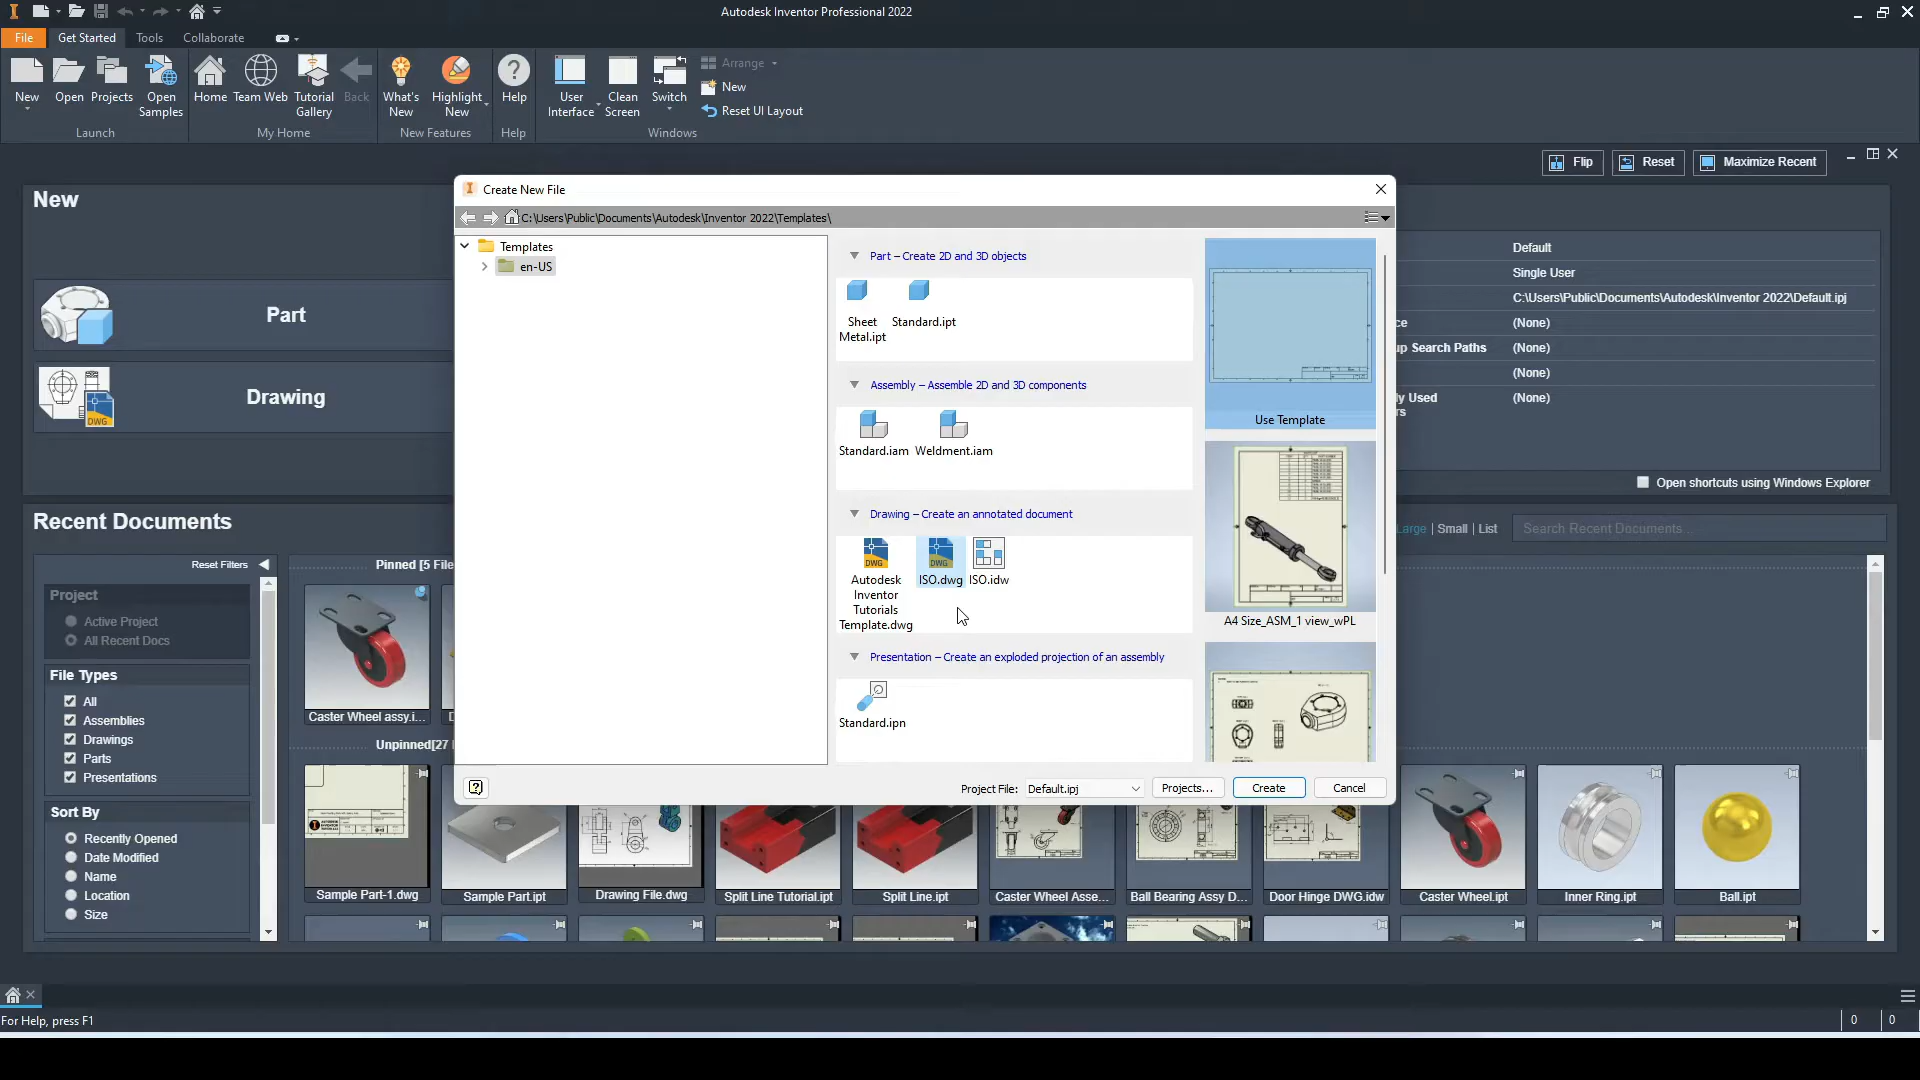 Autodesk Inventor Professional 2022
File
Get Started
Tools
Collaborate
New
Open
Projects
Open
Samples
Launch
Home
Team Web
Tutorial
Gallery
Back
My Home
What's
New
Highlight
New
New Features
Help
Help
User
Interface
Clean
Screen
Switch
Arrange
New
Reset UI Layout
Windows
Flip
Reset
Maximize Recent
New
Part
Drawing
Create New File
C:\Users\Public\Documents\Autodesk\Inventor 2022\Templates\
Templates
en-US
Part – Create 2D and 3D objects
Sheet
Metal.ipt
Standard.ipt
Assembly – Assemble 2D and 3D components
Standard.iam
Weldment.iam
Drawing – Create an annotated document
DWG
Autodesk
Inventor
Tutorials
Template.dwg
DWG
ISO.dwg
ISO.idw
Presentation – Create an exploded projection of an assembly
Standard.ipn
Use Template
A4 Size_ASM_1 view_wPL
Project File:
Default.ipj
Projects...
Create
Cancel
Default
Single User
C:\Users\Public\Documents\Autodesk\Inventor 2022\Default.ipj
ce
(None)
up Search Paths
(None)
(None)
ly Used
rs
(None)
Open shortcuts using Windows Explorer
Large | Small | List
Search Recent Documents...
Recent Documents
Reset Filters
Project
Active Project
All Recent Docs
File Types
All
Assemblies
Drawings
Parts
Presentations
Sort By
Recently Opened
Date Modified
Name
Location
Size
Pinned [5 File
Caster Wheel assy.i...
D
Unpinned[27
Sample Part-1.dwg
Sample Part.ipt
Drawing File.dwg
Split Line Tutorial.ipt
Split Line.ipt
Caster Wheel Asse...
Ball Bearing Assy D...
Door Hinge DWG.idw
Caster Wheel.ipt
Inner Ring.ipt
Ball.ipt
For Help, press F1
0
0